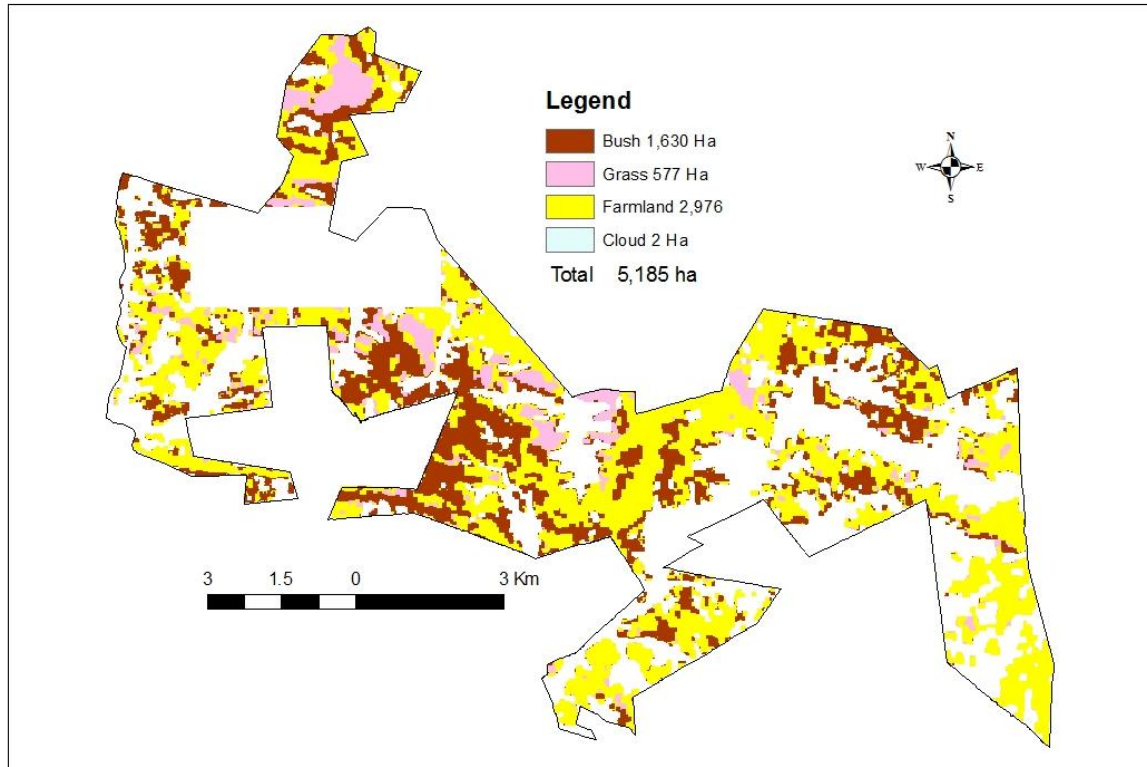 Legend
Bush 1,630 Ha
Grass 577 Ha
Farmland 2,976
Cloud 2 Ha
Total 5,185 ha
N
W E
S
3 1.5 0 3 Km